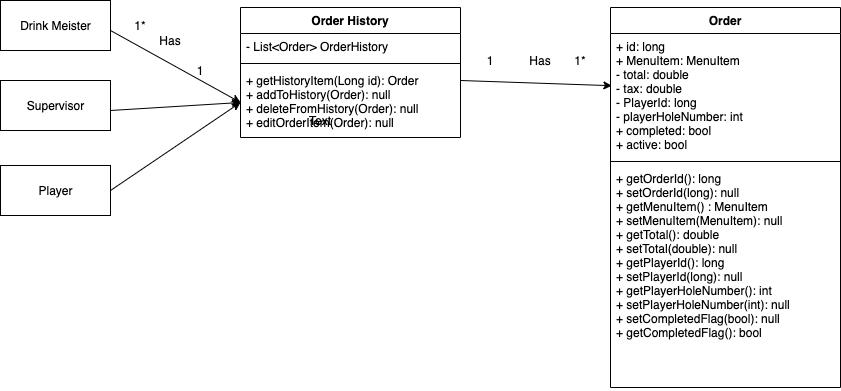 Drink Meister
1*
Has
1
Supervisor
Player
Order History
- List<Order> OrderHistory
+ getHistoryItem(Long id): Order
+ addToHistory(Order): null
+ deleteFromHistory(Order): null
+ editOrderItem(Order): null
Text
1
Has
1*
Order
+ id: long
+ MenuItem: MenuItem
- total: double
- tax: double
- PlayerId: long
- playerHoleNumber: int
+ completed: bool
+ active: bool
+ getOrderId(): long
+ setOrderId(long): null
+ getMenuItem() : MenuItem
+ setMenuItem(MenuItem): null
+ getTotal(): double
+ setTotal(double): null
+ getPlayerId(): long
+ setPlayerId(long): null
+ getPlayerHoleNumber(): int
+ setPlayerHoleNumber(int): null
+ setCompletedFlag(bool): null
+ getCompletedFlag(): bool